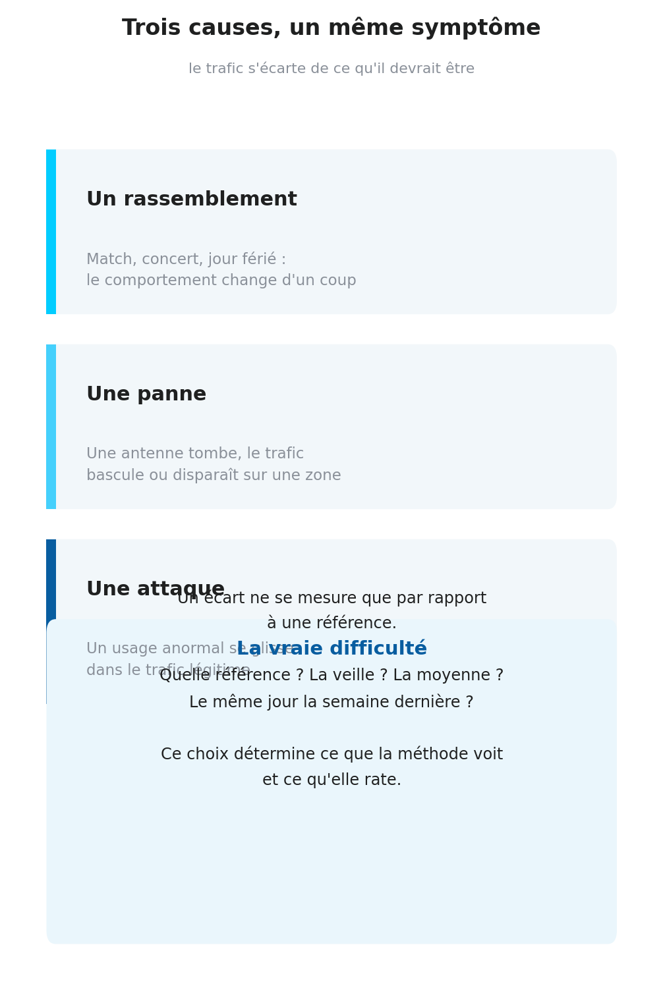 Trois causes, un même symptôme
le trafic s'écarte de ce qu'il devrait être
Un rassemblement
Match, concert, jour férié :
le comportement change d'un coup
Une panne
Une antenne tombe, le trafic
bascule ou disparaît sur une zone
Une attaque
Un usage anormal se glisse
dans le trafic légitime
La vraie difficulté
Un écart ne se mesure que par rapport
à une référence.
Quelle référence ? La veille ? La moyenne ?
Le même jour la semaine dernière ?
Ce choix détermine ce que la méthode voit
et ce qu'elle rate.